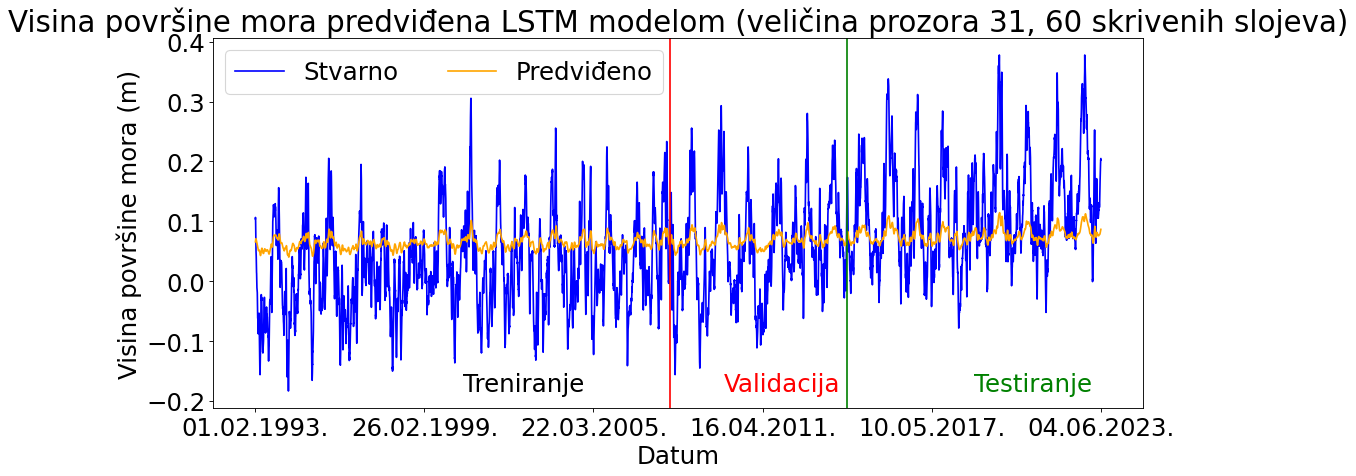 Visina površine mora predviđena LSTM modelom (veličina prozora 31, 60 skrivenih slojeva)
Stvarno
Predviđeno
Visina površine mora (m)
0.4
0.3
0.2
0.1
0.0
−0.1
−0.2
Treniranje
Validacija
Testiranje
01.02.1993.
26.02.1999.
22.03.2005.
16.04.2011.
10.05.2017.
04.06.2023.
Datum